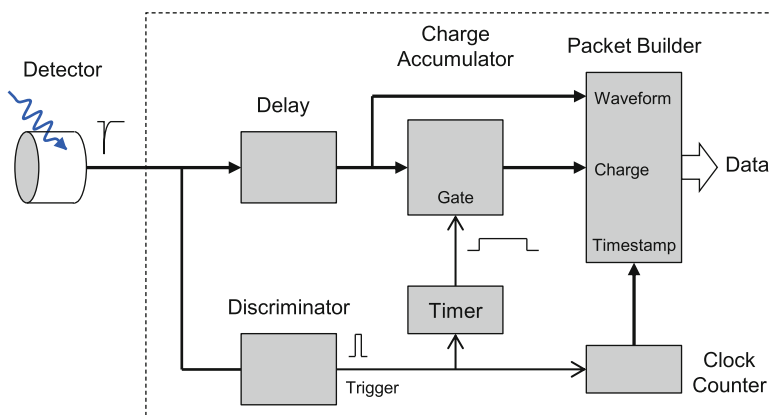 Detector
Delay
Charge
Accumulator
Packet Builder
Waveform
Charge
Timestamp
Data
Gate
Discriminator
Timer
Trigger
Clock
Counter